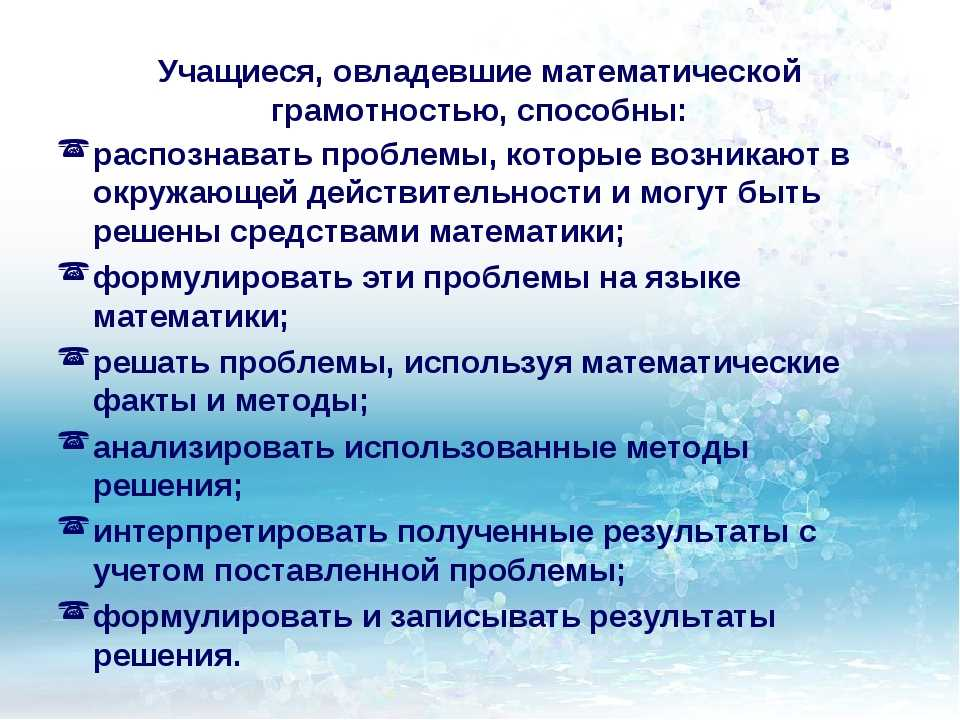 Учащиеся, овладевшие математической
грамотностью, способны:
распознавать проблемы, которые возникают в
окружающей действительности и могут быть
решены средствами математики;
формулировать эти проблемы на языке
математики;
решать проблемы, используя математические
факты и методы;
анализировать использованные методы
решения;
интерпретировать полученные результаты с
учетом поставленной проблемы;
формулировать и записывать результаты
решения.